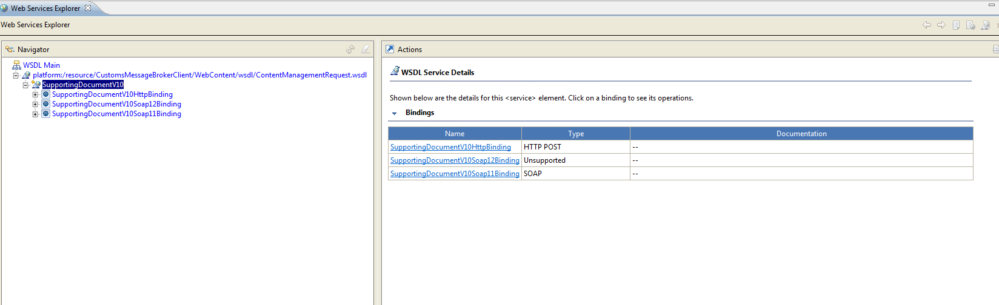 Web Services Explorer
Web Services Explorer
Navigator
WSDL Main
platform:/resource/CustomsMessageBrokerClient/WebContent/wsdl/ContentManagementRequest.wsdl
SupportingDocumentV10
SupportingDocumentV10HttpBinding
SupportingDocumentV10Soap12Binding
SupportingDocumentV10Soap11Binding
Actions
WSDL Service Details
Shown below are the details for this <service> element. Click on a binding to see its operations.
Bindings
Name Type Documentation
SupportingDocumentV10HttpBinding HTTP POST --
SupportingDocumentV10Soap12Binding Unsupported --
SupportingDocumentV10Soap11Binding SOAP --